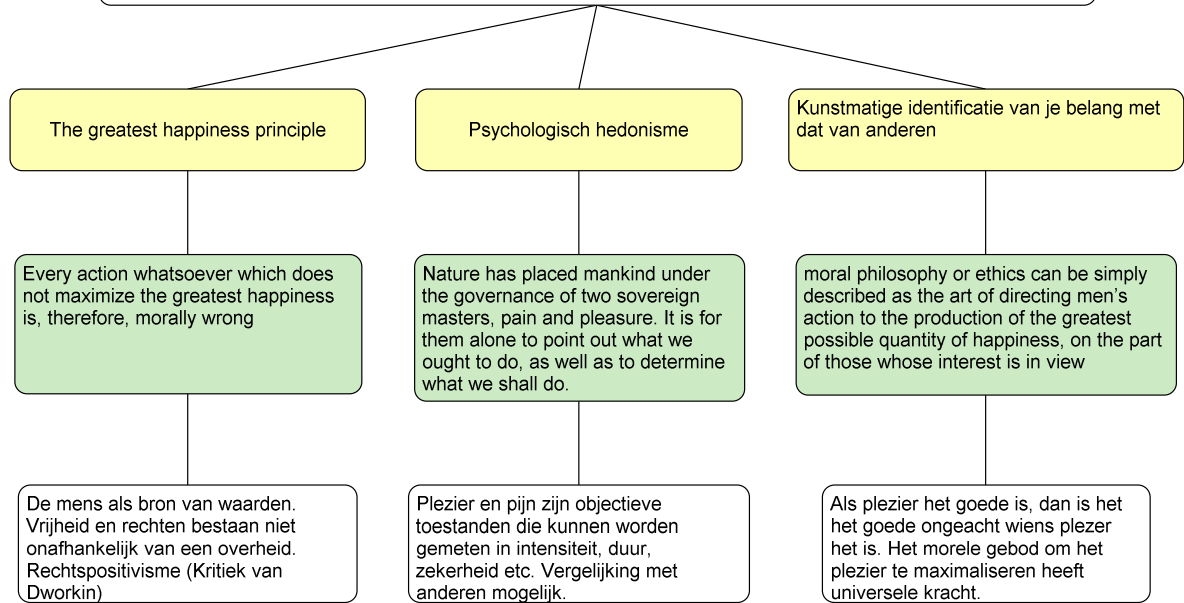 The greatest happiness principle
Psychologisch hedonisme
Kunstmatige identificatie van je belang met
dat van anderen
Every action whatsoever which does
not maximize the greatest happiness
is, therefore, morally wrong
Nature has placed mankind under
the governance of two sovereign
masters, pain and pleasure. It is for
them alone to point out what we
ought to do, as well as to determine
what we shall do.
moral philosophy or ethics can be simply
described as the art of directing men's
action to the production of the greatest
possible quantity of happiness, on the part
of those whose interest is in view
De mens als bron van waarden.
Vrijheid en rechten bestaan niet
onafhankelijk van een overheid.
Rechtspositivisme (Kritiek van
Dworkin)
Plezier en pijn zijn objectieve
toestanden die kunnen worden
gemeten in intensiteit, duur,
zekerheid etc. Vergelijking met
anderen mogelijk.
Als plezier het goede is, dan is het
het goede ongeacht wiens plezer
het is. Het morele gebod om het
plezier te maximaliseren heeft
universele kracht.